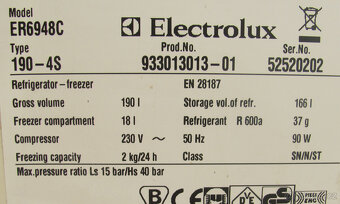 Model
ER6948C
Electrolux
Type Prod.No. Ser.No.
190-4S 933013013-01 52520202
Refrigerator-freezer EN 28187
Gross volume 190 l Storage vol.of refr. 166 l
Freezer compartment 18 l Refrigerant R 600a 37 g
Compressor 230 V ~ 50 Hz 90 W
Freezing capacity 2 kg/24 h Class SN/N/ST
Max.pressure ratio Ls 15 bar/Hs 40 bar
B CE